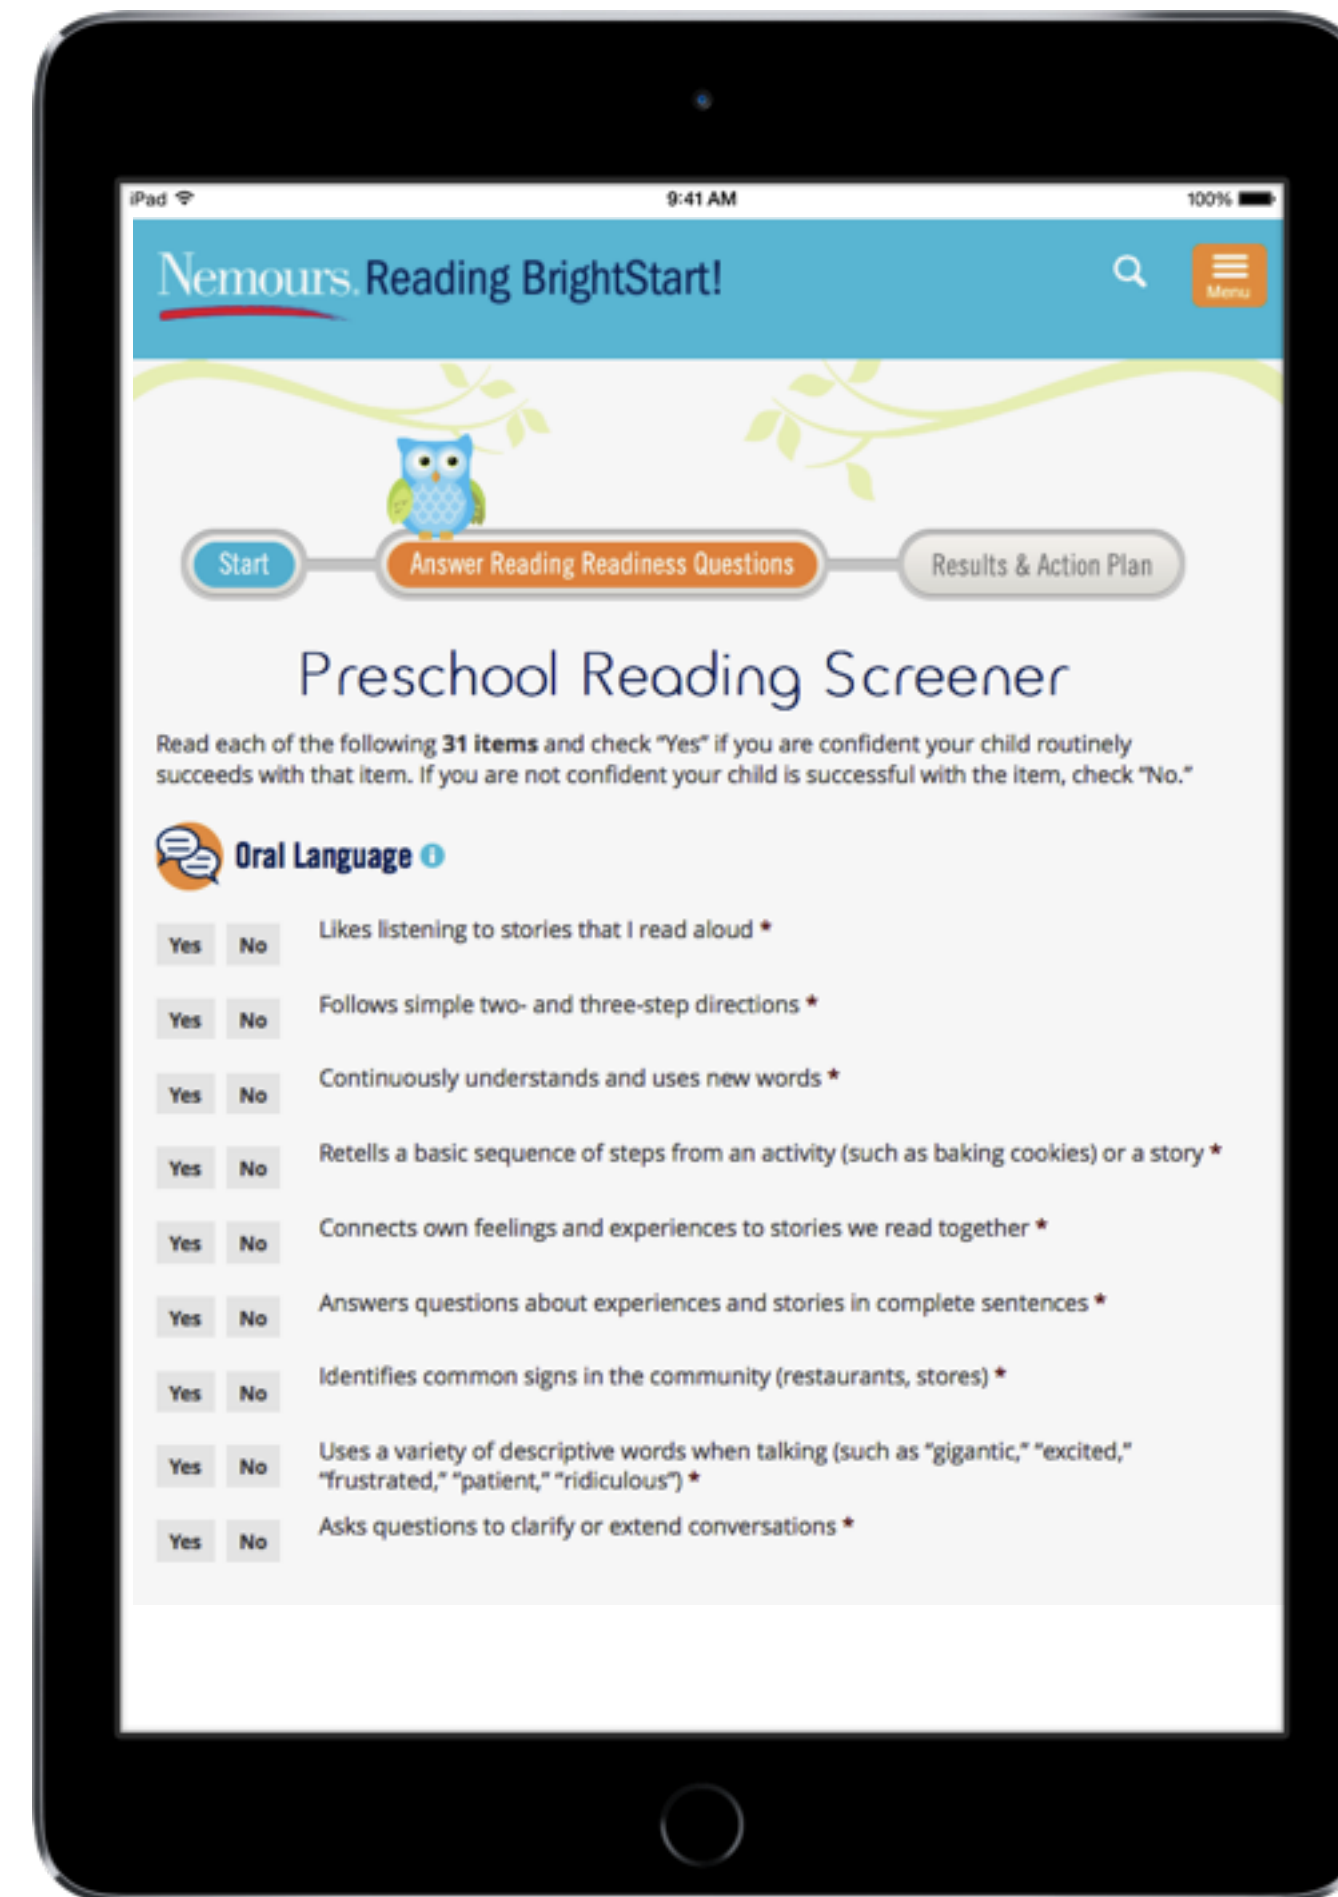 iPad 9:41 AM 100%
Nemours. Reading BrightStart!
Menu
Start Answer Reading Readiness Questions Results & Action Plan
Preschool Reading Screener
Read each of the following 31 items and check “Yes” if you are confident your child routinely
succeeds with that item. If you are not confident your child is successful with the item, check “No.”
Oral Language
Yes No Likes listening to stories that I read aloud *
Yes No Follows simple two- and three-step directions *
Yes No Continuously understands and uses new words *
Yes No Retells a basic sequence of steps from an activity (such as baking cookies) or a story *
Yes No Connects own feelings and experiences to stories we read together *
Yes No Answers questions about experiences and stories in complete sentences *
Yes No Identifies common signs in the community (restaurants, stores) *
Yes No Uses a variety of descriptive words when talking (such as “gigantic,” “excited,”
“frustrated,” “patient,” “ridiculous”) *
Yes No Asks questions to clarify or extend conversations *